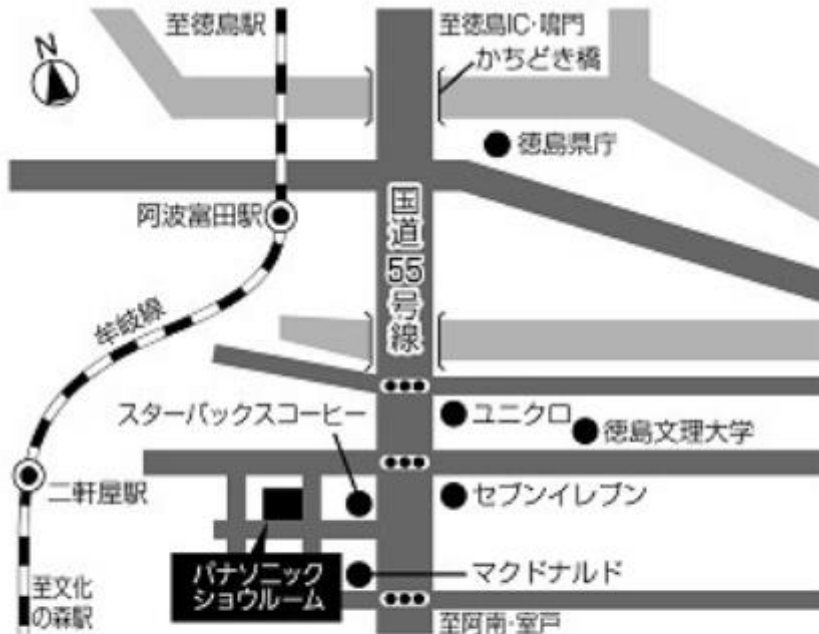 至徳島駅
至徳島IC・鳴門
かちどき橋
N
徳島県庁
阿波富田駅
国道55号線
牟岐線
スターバックスコーヒー
ユニクロ
徳島文理大学
二軒屋駅
セブンイレブン
パナソニック
ショウルーム
マクドナルド
至文化
の森駅
至阿南・室戸